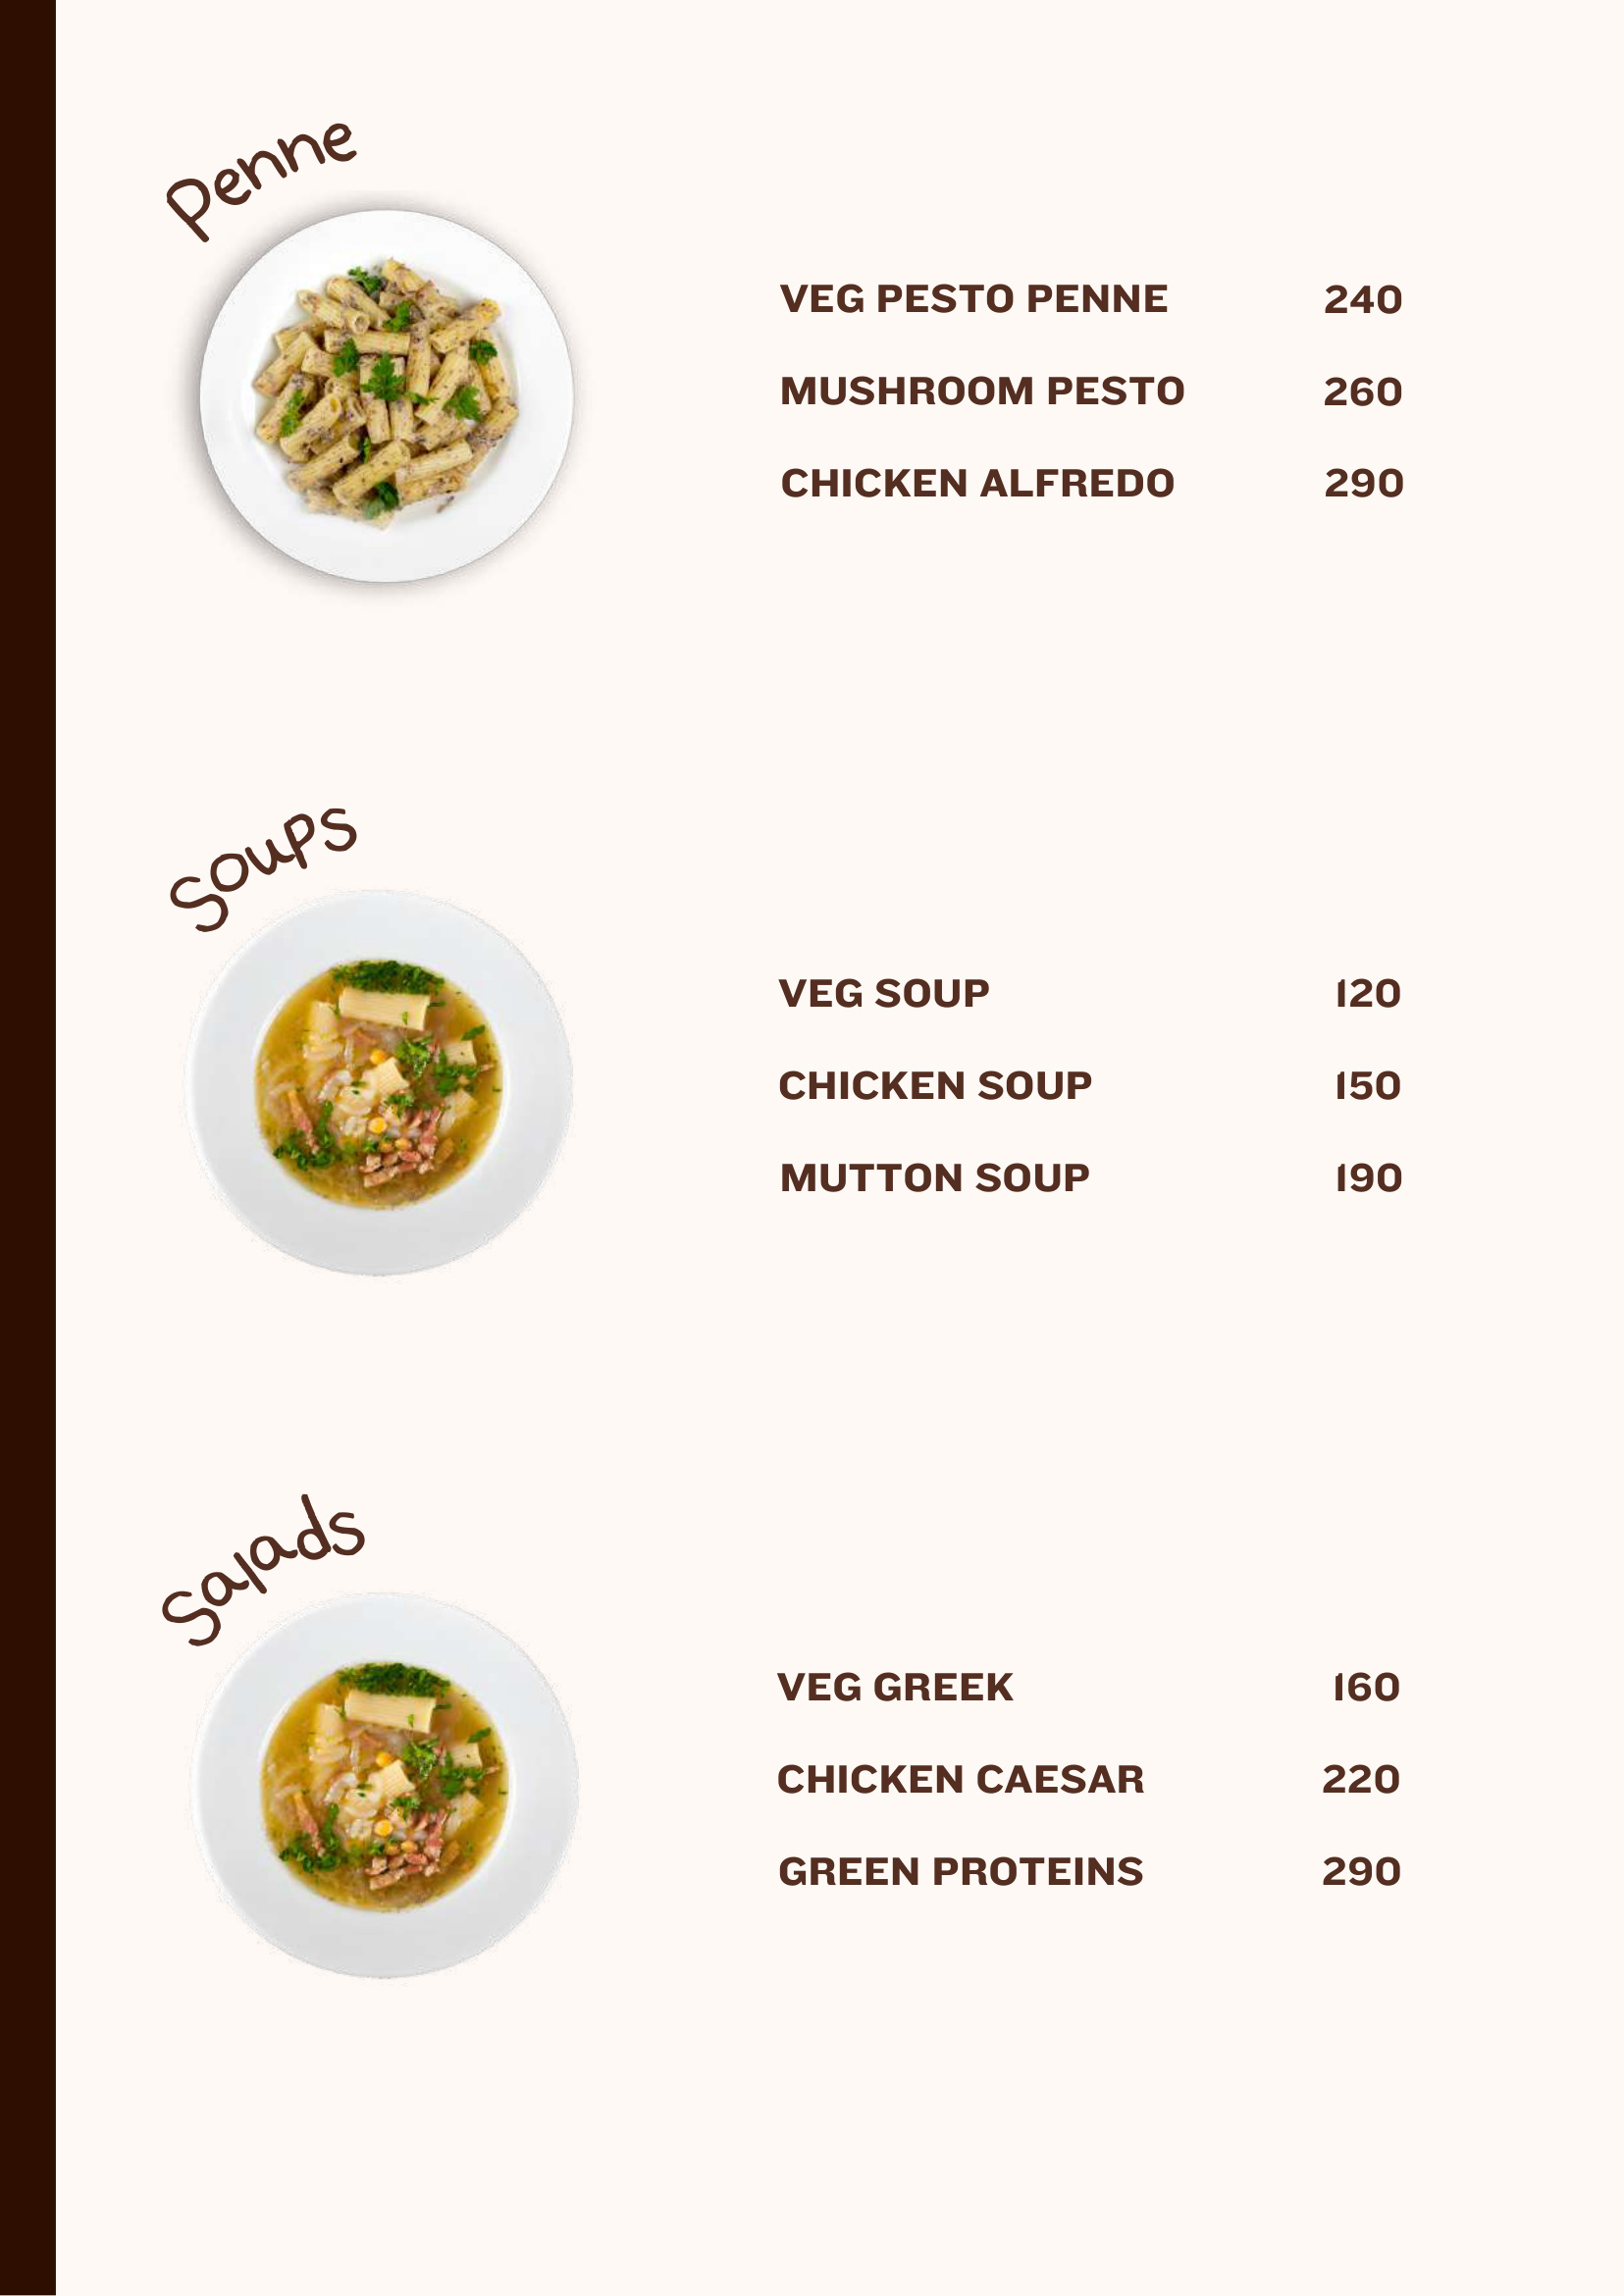 Penne
VEG PESTO PENNE 240
MUSHROOM PESTO 260
CHICKEN ALFREDO 290
Soups
VEG SOUP 120
CHICKEN SOUP 150
MUTTON SOUP 190
Salads
VEG GREEK 160
CHICKEN CAESAR 220
GREEN PROTEINS 290